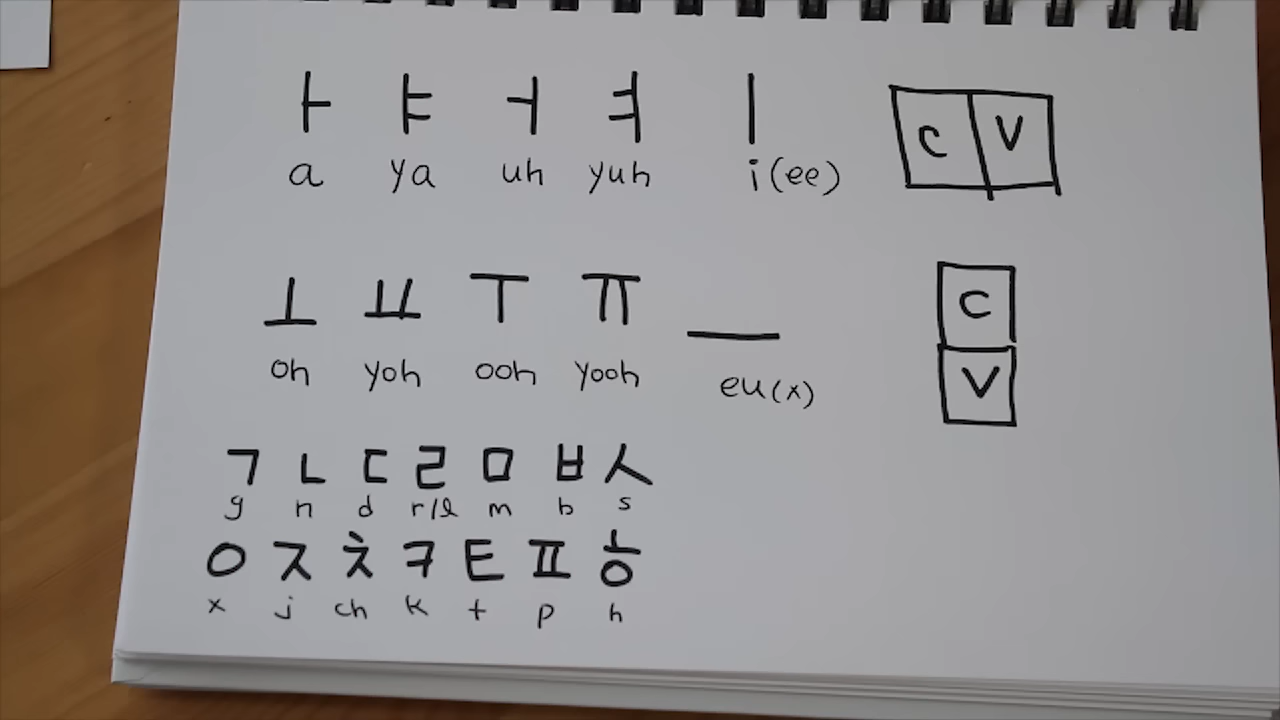 ㅏ ㅑ ㅓ ㅕ ㅣ
a ya uh yuh i(ee)
C V
ㅗ ㅛ ㅜ ㅠ ㅡ
oh yoh ooh yooh eu(x)
C
V
ㄱ ㄴ ㄷ ㄹ ㅁ ㅂ ㅅ
g n d r/l m b s
ㅇ ㅈ ㅊ ㅋ ㅌ ㅍ ㅎ
x j ch k t p h